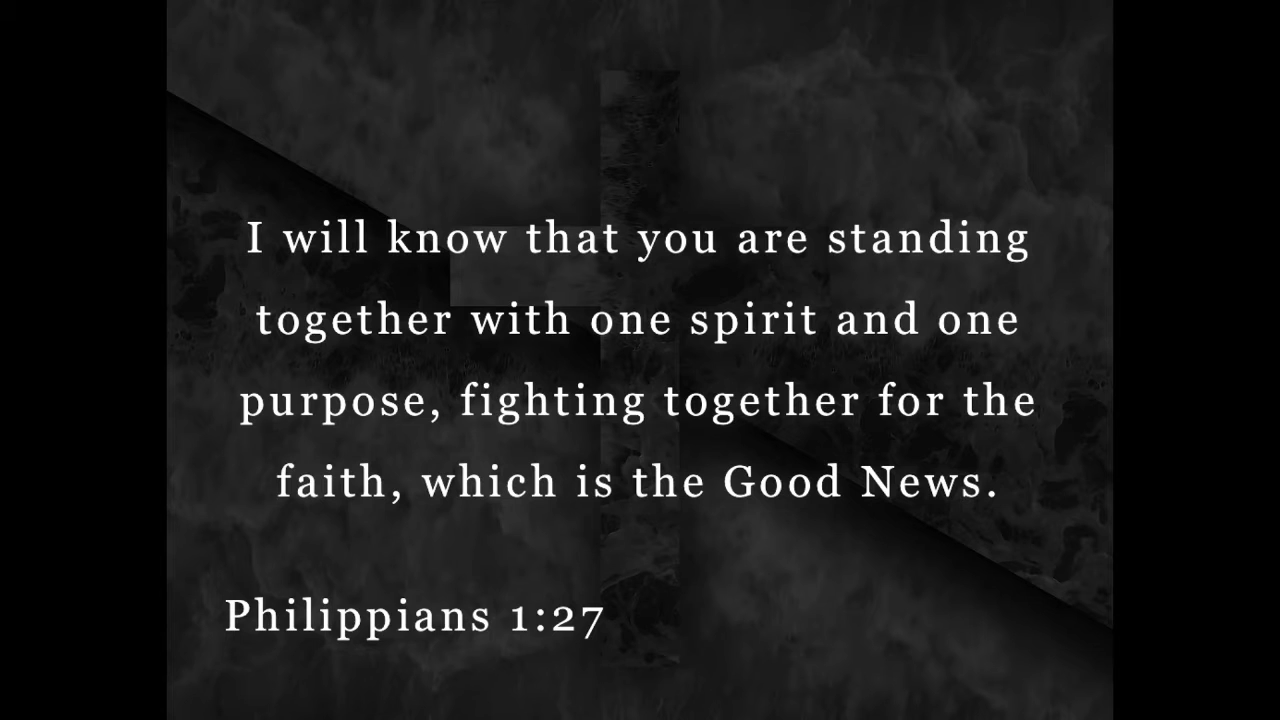 I will know that you are standing
together with one spirit and one
purpose, fighting together for the
faith, which is the Good News.
Philippians 1:27